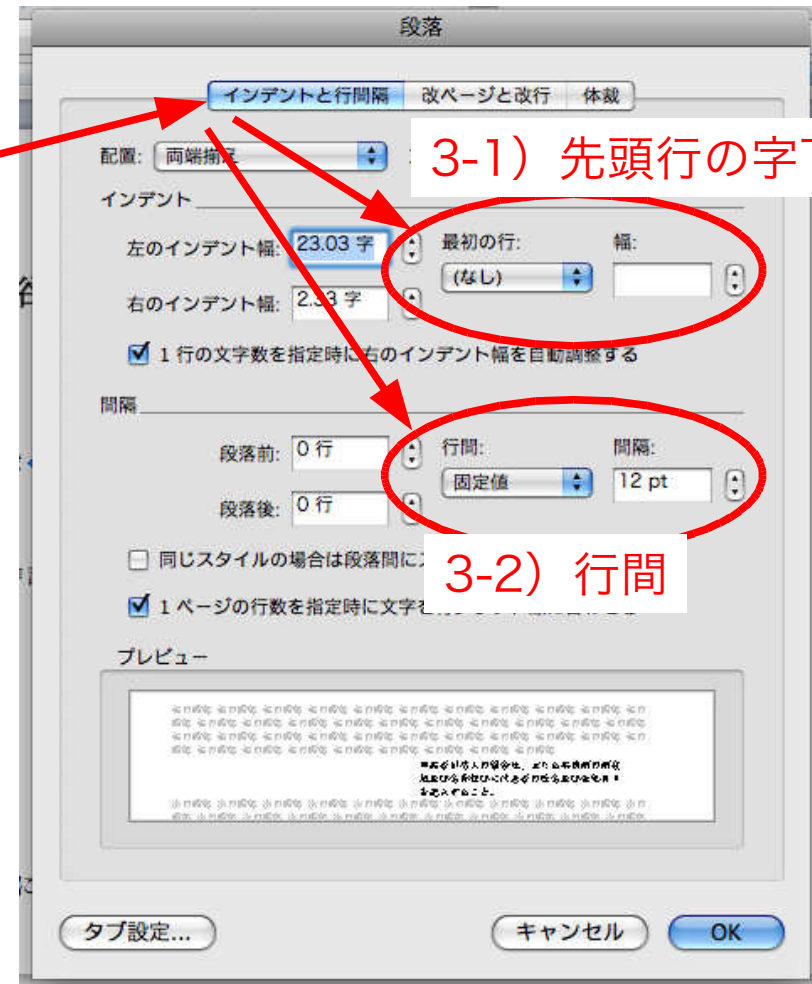 段落
インデントと行間隔 改ページと改行 体裁
配置: 両端揃え
3-1）先頭行の字
インデント
左のインデント幅: 23.03 字 最初の行: 幅:
(なし)
右のインデント幅: 2.33 字
1 行の文字数を指定時に右のインデント幅を自動調整する
間隔
段落前: 0 行 行間: 間隔:
固定値 12 pt
段落後: 0 行
同じスタイルの場合は段落間に
3-2）行間
1 ページの行数を指定時に文字を
プレビュー
タブ設定... キャンセル OK